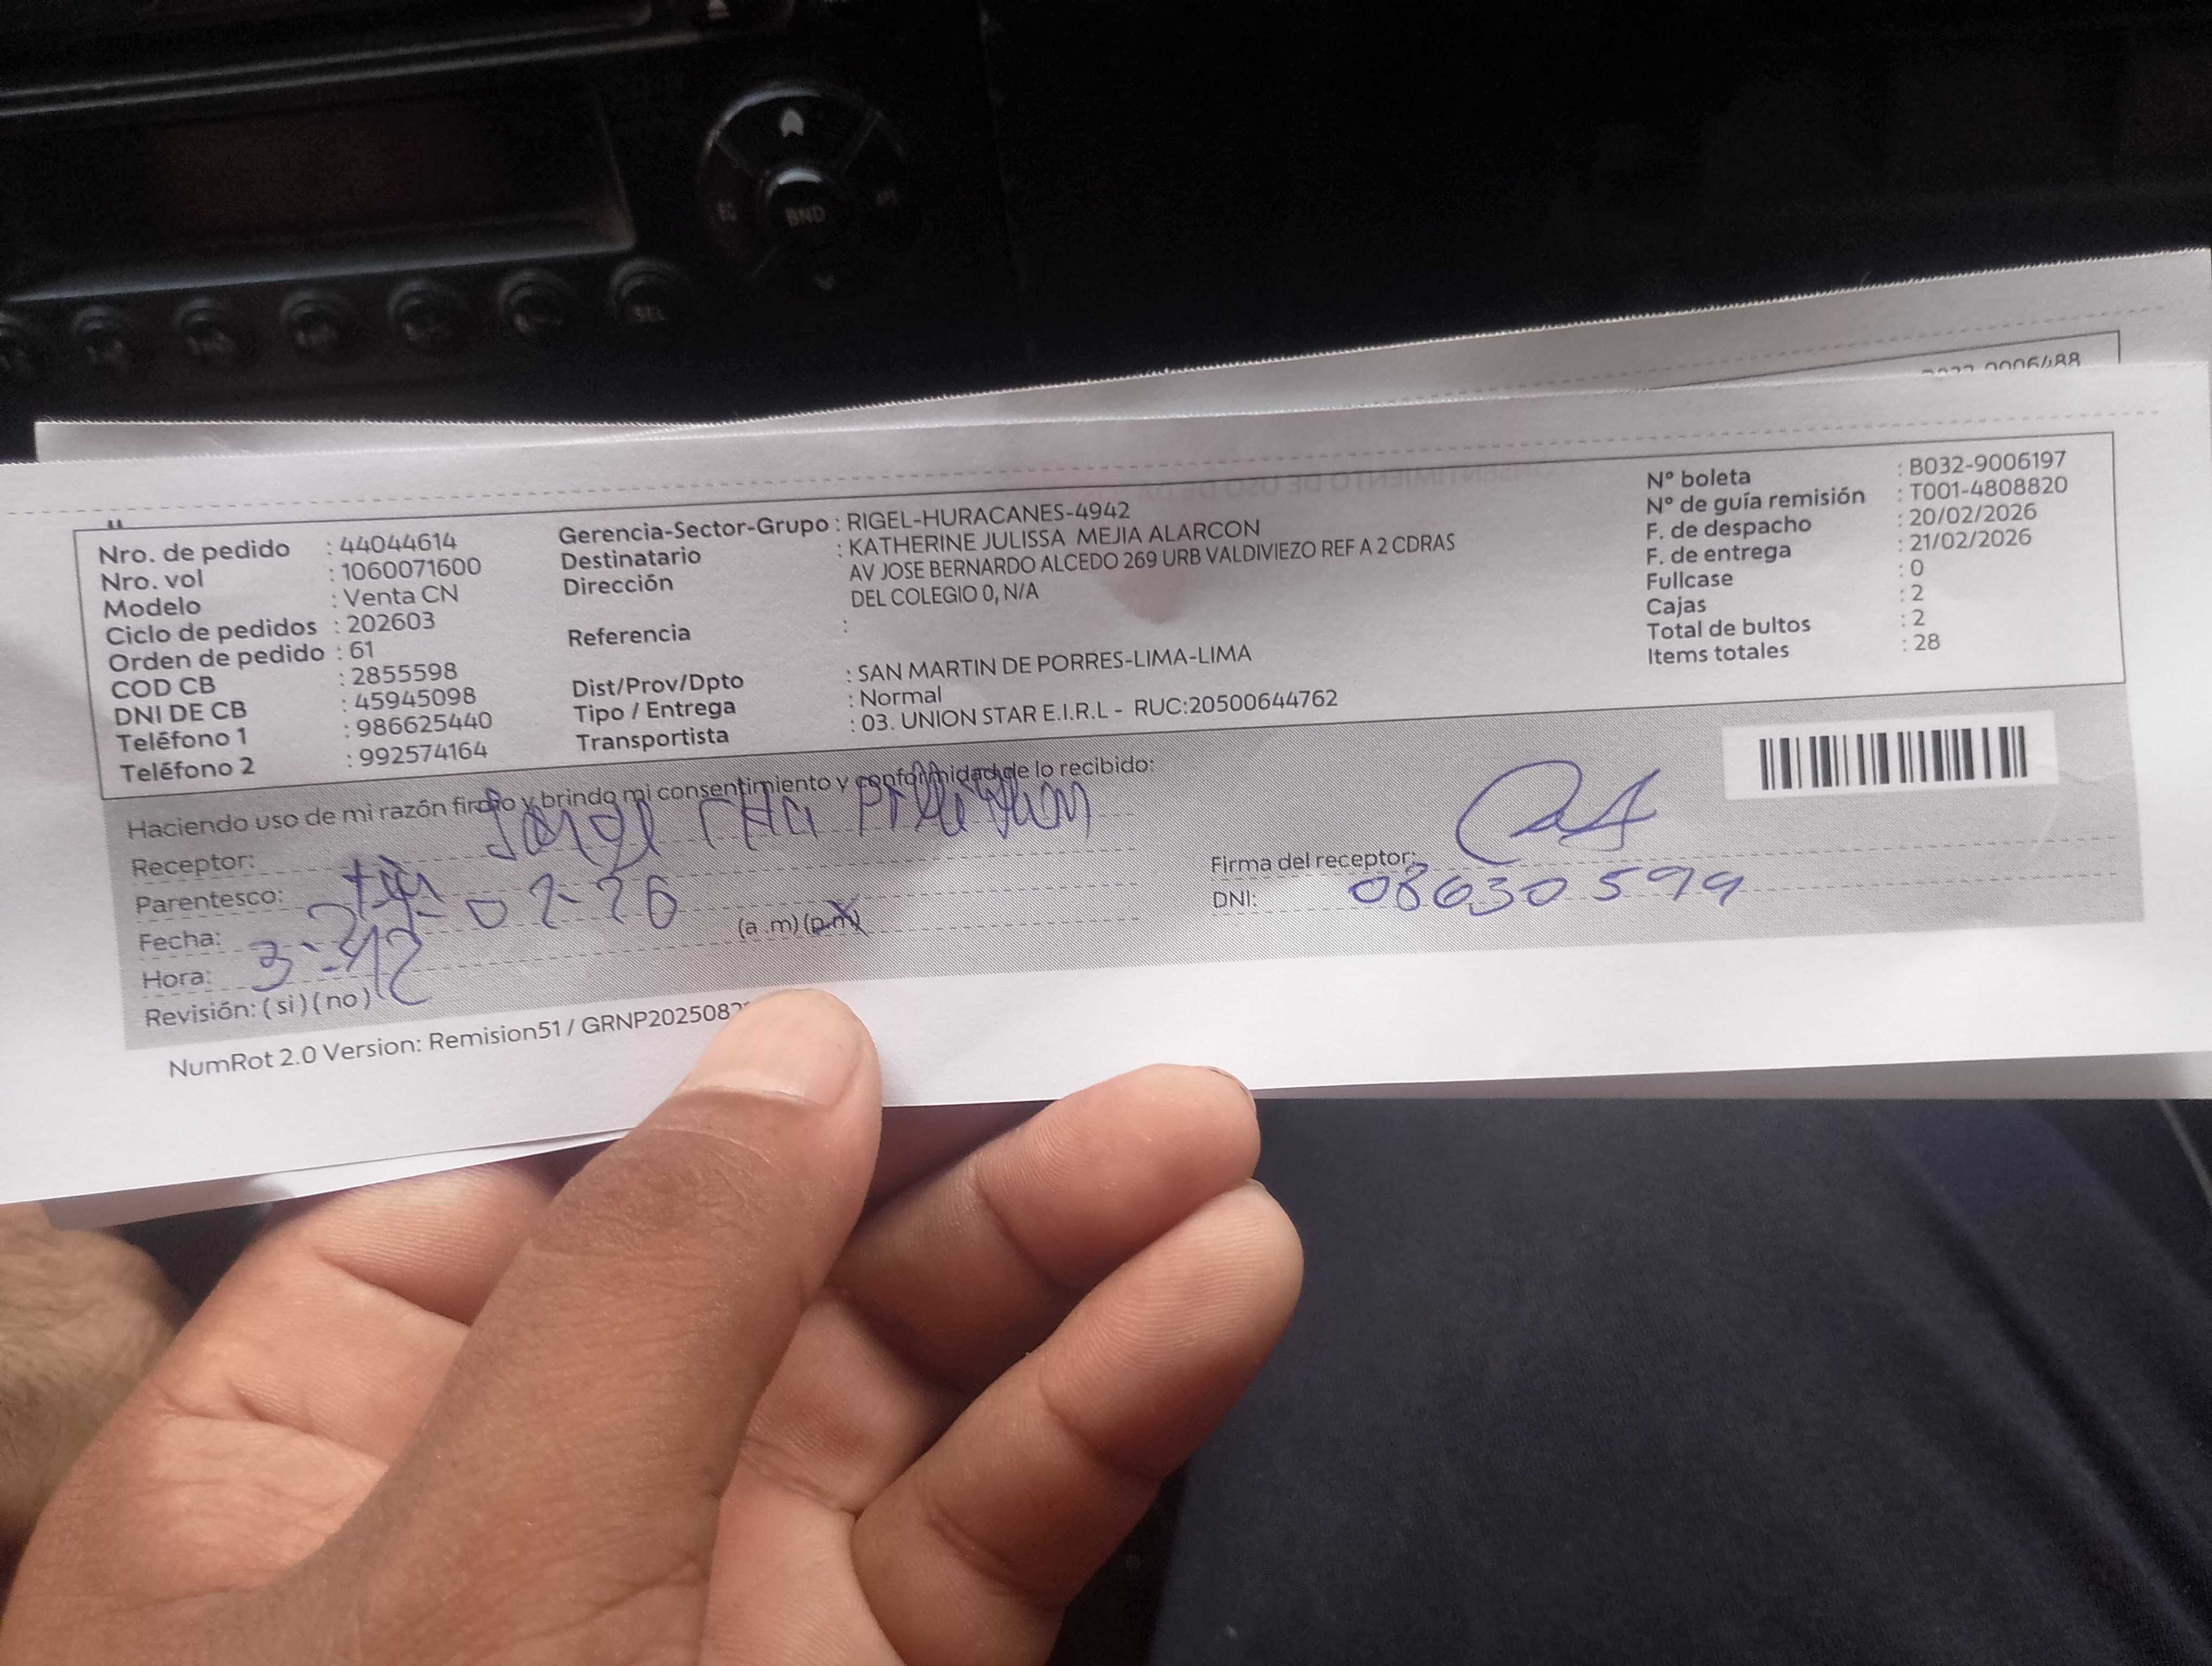 BND
SEL
Nro. de pedido : 44044614
Nro. vol : 1060071600
Modelo : Venta CN
Ciclo de pedidos : 202603
Orden de pedido : 61
COD CB : 2855598
DNI DE CB : 45945098
Teléfono 1 : 986625440
Teléfono 2 : 992574164
Gerencia-Sector-Grupo : RIGEL-HURACANES-4942
Destinatario : KATHERINE JULISSA MEJIA ALARCON
Dirección AV JOSE BERNARDO ALCEDO 269 URB VALDIVIEZO REF A 2 CDRAS
DEL COLEGIO 0, N/A
Referencia :
Dist/Prov/Dpto : SAN MARTIN DE PORRES-LIMA-LIMA
Tipo / Entrega : Normal
Transportista : 03. UNION STAR E.I.R.L - RUC:20500644762
N° boleta : B032-9006197
N° de guía remisión : T001-4808820
F. de despacho : 20/02/2026
F. de entrega : 21/02/2026
Fullcase : 0
Cajas : 2
Total de bultos : 2
Items totales : 28
Haciendo uso de mi razón firmo y brindo mi consentimiento y conformidad de lo recibido:
Receptor: Jorge
Parentesco:
Fecha: 21-02-26
Hora: 3:42 (a .m) (p.m)
Revisión: ( si ) ( no )
Firma del receptor:
DNI: 08630599
NumRot 2.0 Version: Remision51 / GRNP202508